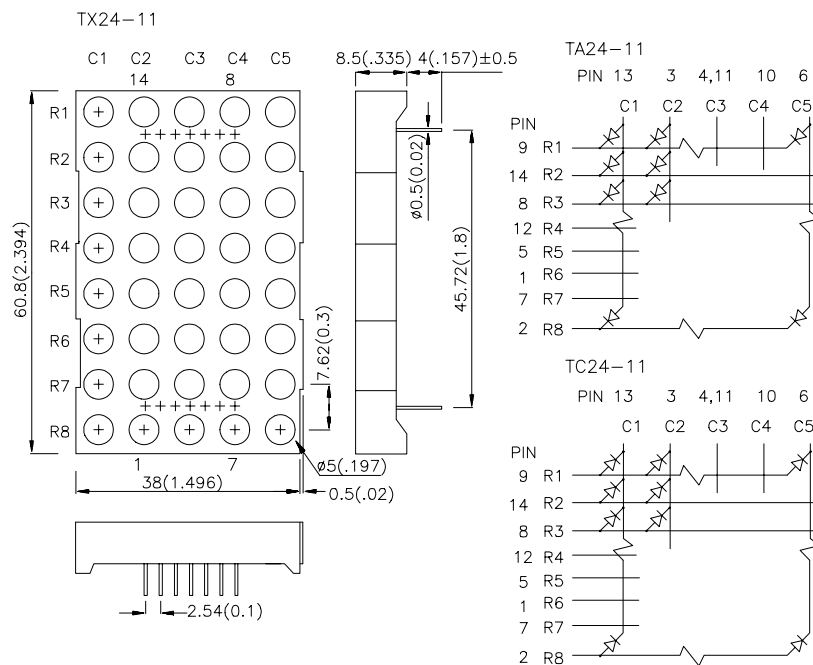 TX24-11
C1 C2 C3 C4 C5
14 8
R1
R2
R3
R4
R5
R6
R7
R8
1 7
60.8(2.394)
38(1.496)
0.5(.02)
ø5(.197)
7.62(0.3)
8.5(.335) 4(.157)±0.5
ø0.5(0.02)
45.72(1.8)
2.54(0.1)
TA24-11
PIN 13 3 4,11 10 6
C1 C2 C3 C4 C5
PIN
9 R1
14 R2
8 R3
12 R4
5 R5
1 R6
7 R7
2 R8
TC24-11
PIN 13 3 4,11 10 6
C1 C2 C3 C4 C5
PIN
9 R1
14 R2
8 R3
12 R4
5 R5
1 R6
7 R7
2 R8